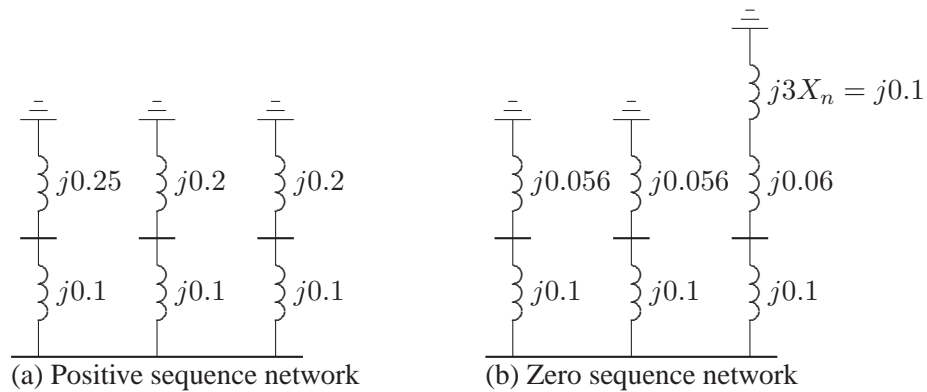 j3Xₙ = j0.1
j0.25 j0.2 j0.2 j0.056 j0.056 j0.06
j0.1 j0.1 j0.1 j0.1 j0.1 j0.1
(a) Positive sequence network (b) Zero sequence network